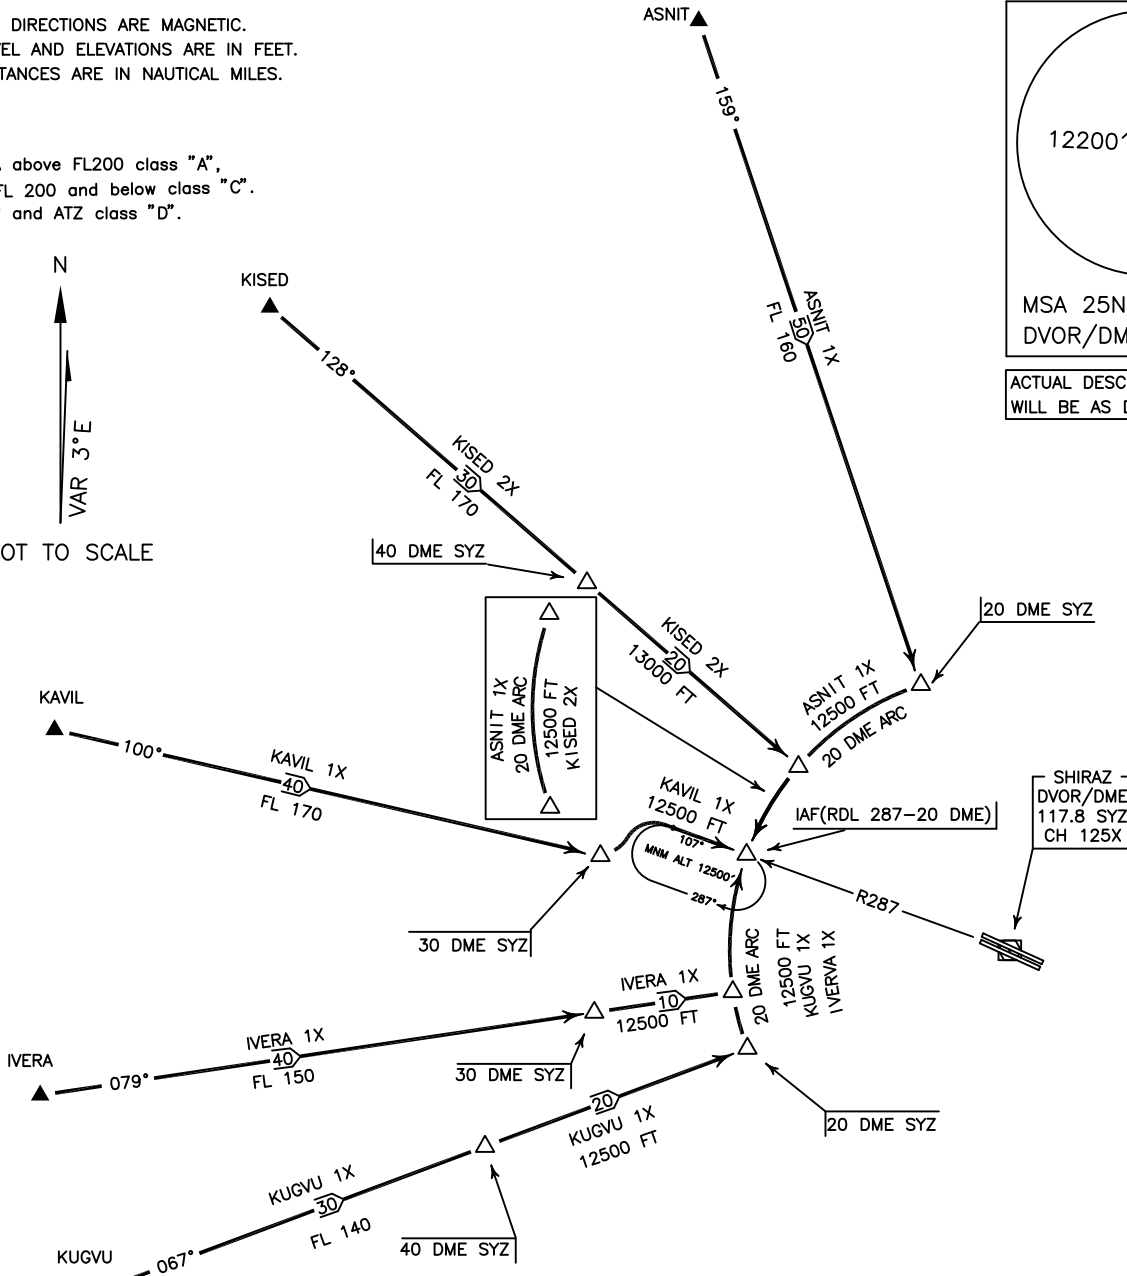 DIRECTIONS ARE MAGNETIC.
EL AND ELEVATIONS ARE IN FEET.
TANCES ARE IN NAUTICAL MILES.
above FL200 class "A",
FL 200 and below class "C".
and ATZ class "D".
N
VAR 3°E
OT TO SCALE
ASNIT
159°
ASNIT 1X
50
FL 160
12200'
MSA 25N
DVOR/DM
ACTUAL DESC
WILL BE AS D
KISED
128°
KISED 2X
30
FL 170
40 DME SYZ
KISED 2X
20
13000 FT
20 DME SYZ
ASNIT 1X
12500 FT
20 DME ARC
ASNIT 1X
20 DME ARC
12500 FT
KISED 2X
KAVIL
100°
KAVIL 1X
40
FL 170
KAVIL 1X
12500 FT
107°
MNM ALT 12500'
287°
IAF(RDL 287-20 DME)
R287
SHIRAZ
DVOR/DME
117.8 SYZ
CH 125X
30 DME SYZ
20 DME ARC
12500 FT
KUGVU 1X
IVERVA 1X
IVERA
079°
IVERA 1X
40
FL 150
IVERA 1X
10
12500 FT
30 DME SYZ
20 DME SYZ
KUGVU 1X
20
12500 FT
KUGVU
067°
KUGVU 1X
30
FL 140
40 DME SYZ